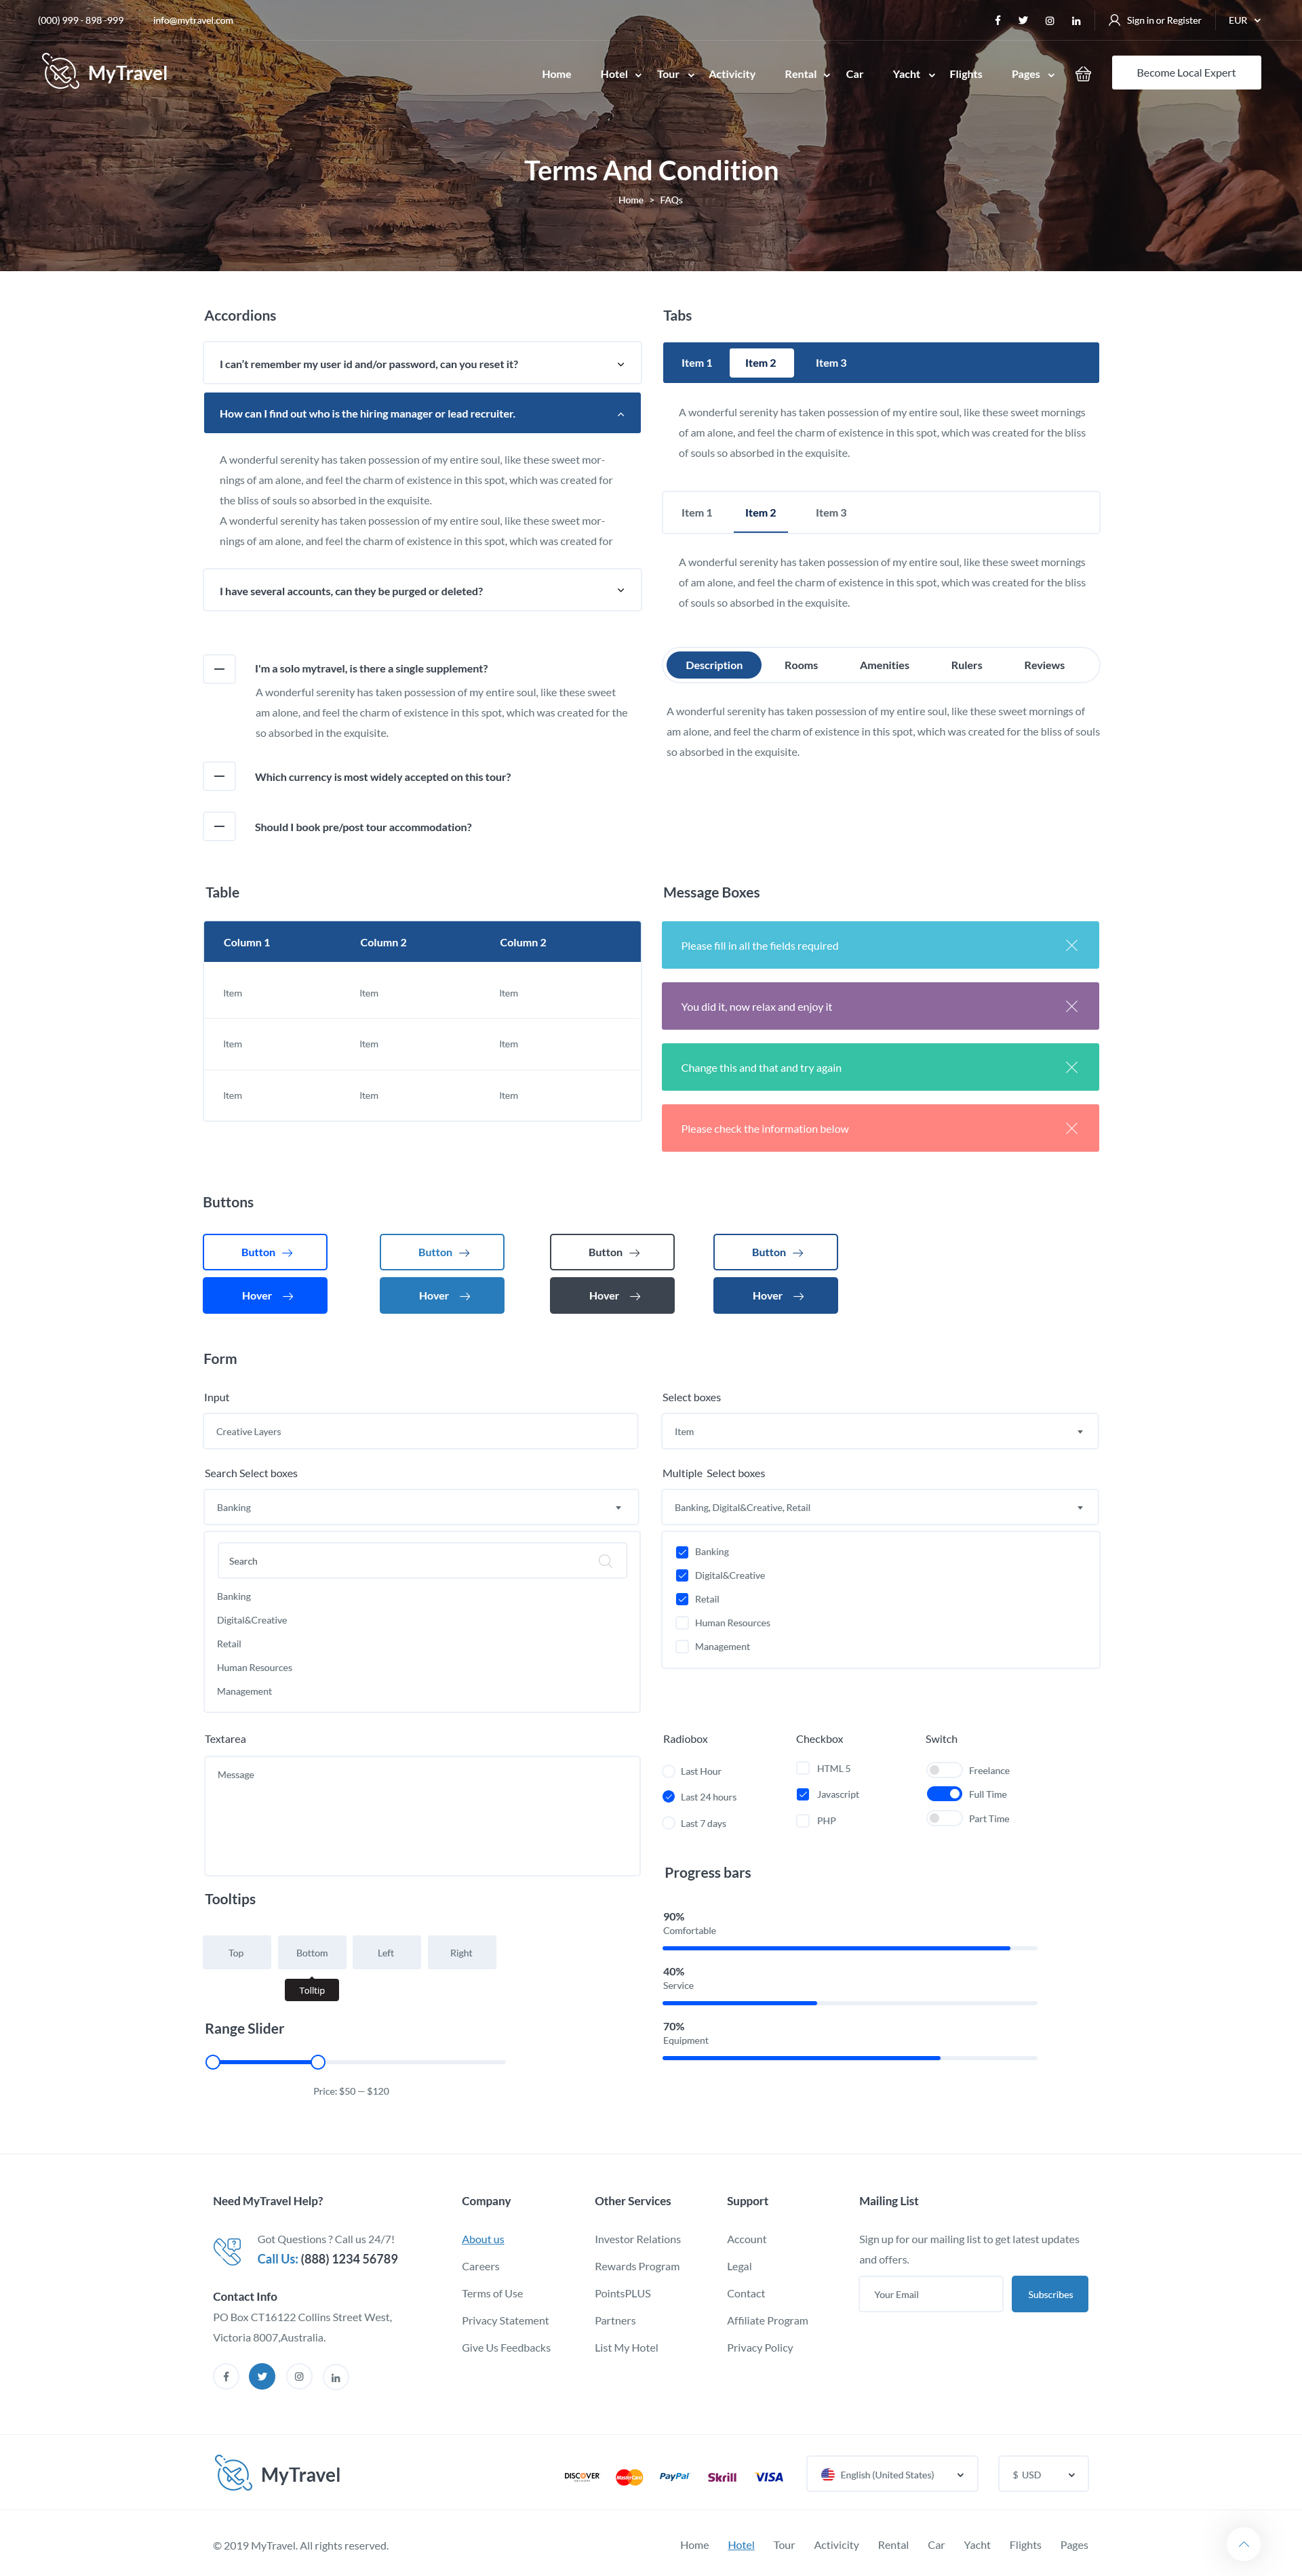 (000) 999 - 898 -999
info@mytravel.com
Sign in or Register
EUR
MyTravel
Home
Hotel
Tour
Activicity
Rental
Car
Yacht
Flights
Pages
Become Local Expert
Terms And Condition
Home > FAQs
Accordions
I can’t remember my user id and/or password, can you reset it?
How can I find out who is the hiring manager or lead recruiter.
A wonderful serenity has taken possession of my entire soul, like these sweet mor-
nings of am alone, and feel the charm of existence in this spot, which was created for
the bliss of souls so absorbed in the exquisite.
A wonderful serenity has taken possession of my entire soul, like these sweet mor-
nings of am alone, and feel the charm of existence in this spot, which was created for
I have several accounts, can they be purged or deleted?
I'm a solo mytravel, is there a single supplement?
A wonderful serenity has taken possession of my entire soul, like these sweet
am alone, and feel the charm of existence in this spot, which was created for the
so absorbed in the exquisite.
Which currency is most widely accepted on this tour?
Should I book pre/post tour accommodation?
Tabs
Item 1
Item 2
Item 3
A wonderful serenity has taken possession of my entire soul, like these sweet mornings
of am alone, and feel the charm of existence in this spot, which was created for the bliss
of souls so absorbed in the exquisite.
Item 1
Item 2
Item 3
A wonderful serenity has taken possession of my entire soul, like these sweet mornings
of am alone, and feel the charm of existence in this spot, which was created for the bliss
of souls so absorbed in the exquisite.
Description
Rooms
Amenities
Rulers
Reviews
A wonderful serenity has taken possession of my entire soul, like these sweet mornings of
am alone, and feel the charm of existence in this spot, which was created for the bliss of souls
so absorbed in the exquisite.
Table
Column 1
Column 2
Column 2
Item
Item
Item
Item
Item
Item
Item
Item
Item
Message Boxes
Please fill in all the fields required
You did it, now relax and enjoy it
Change this and that and try again
Please check the information below
Buttons
Button
Button
Button
Button
Hover
Hover
Hover
Hover
Form
Input
Creative Layers
Select boxes
Item
Search Select boxes
Banking
Search
Banking
Digital&Creative
Retail
Human Resources
Management
Multiple Select boxes
Banking, Digital&Creative, Retail
Banking
Digital&Creative
Retail
Human Resources
Management
Textarea
Message
Radiobox
Last Hour
Last 24 hours
Last 7 days
Checkbox
HTML 5
Javascript
PHP
Switch
Freelance
Full Time
Part Time
Tooltips
Top
Bottom
Left
Right
Tolltip
Range Slider
Price: $50 — $120
Progress bars
90%
Comfortable
40%
Service
70%
Equipment
Need MyTravel Help?
Got Questions ? Call us 24/7!
Call Us: (888) 1234 56789
Contact Info
PO Box CT16122 Collins Street West,
Victoria 8007,Australia.
Company
About us
Careers
Terms of Use
Privacy Statement
Give Us Feedbacks
Other Services
Investor Relations
Rewards Program
PointsPLUS
Partners
List My Hotel
Support
Account
Legal
Contact
Affiliate Program
Privacy Policy
Mailing List
Sign up for our mailing list to get latest updates
and offers.
Your Email
Subscribes
MyTravel
DISCOVER
MasterCard
PayPal
Skrill
VISA
English (United States)
$ USD
© 2019 MyTravel. All rights reserved.
Home
Hotel
Tour
Activicity
Rental
Car
Yacht
Flights
Pages